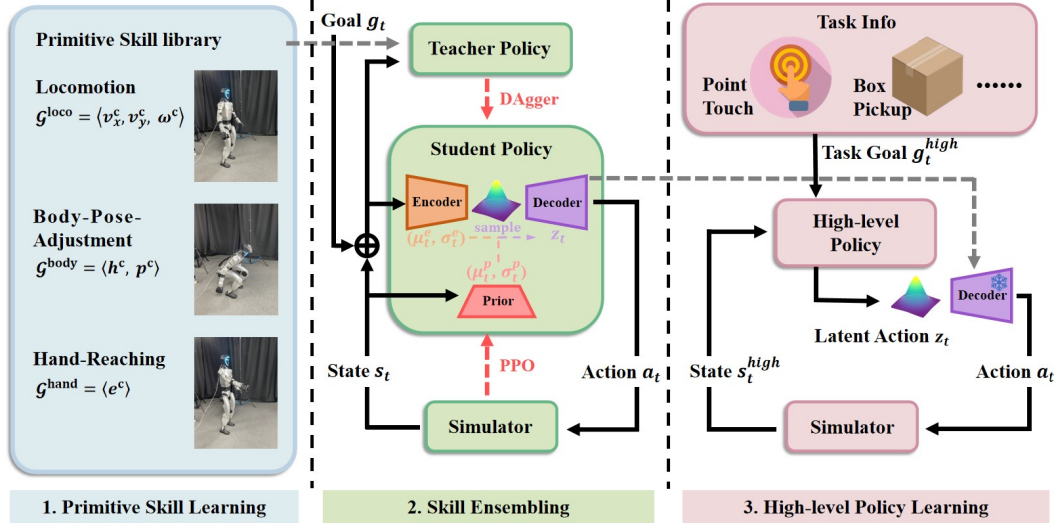 Primitive Skill library
Locomotion
𝒢^loco = ⟨v_x^c, v_y^c, ω^c⟩
Body-Pose-
Adjustment
𝒢^body = ⟨h^c, p^c⟩
Hand-Reaching
𝒢^hand = ⟨e^c⟩
1. Primitive Skill Learning
Goal g_t
Teacher Policy
DAgger
Student Policy
Encoder
Decoder
sample
(μ_t^e, σ_t^e)
z_t
(μ_t^p, σ_t^p)
Prior
State s_t
PPO
Action a_t
Simulator
2. Skill Ensembling
Task Info
Point
Touch
Box
Pickup
······
Task Goal g_t^high
High-level
Policy
Decoder
Latent Action z_t
State s_t^high
Action a_t
Simulator
3. High-level Policy Learning